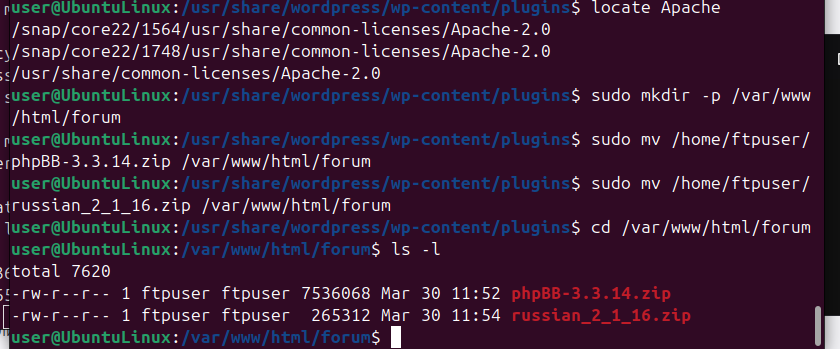 user@UbuntuLinux:/usr/share/wordpress/wp-content/plugins$ locate Apache
/snap/core22/1564/usr/share/common-licenses/Apache-2.0
/snap/core22/1748/usr/share/common-licenses/Apache-2.0
/usr/share/common-licenses/Apache-2.0
user@UbuntuLinux:/usr/share/wordpress/wp-content/plugins$ sudo mkdir -p /var/www
/html/forum
user@UbuntuLinux:/usr/share/wordpress/wp-content/plugins$ sudo mv /home/ftpuser/
phpBB-3.3.14.zip /var/www/html/forum
user@UbuntuLinux:/usr/share/wordpress/wp-content/plugins$ sudo mv /home/ftpuser/
russian_2_1_16.zip /var/www/html/forum
user@UbuntuLinux:/usr/share/wordpress/wp-content/plugins$ cd /var/www/html/forum
user@UbuntuLinux:/var/www/html/forum$ ls -l
total 7620
-rw-r--r-- 1 ftpuser ftpuser 7536068 Mar 30 11:52 phpBB-3.3.14.zip
-rw-r--r-- 1 ftpuser ftpuser  265312 Mar 30 11:54 russian_2_1_16.zip
user@UbuntuLinux:/var/www/html/forum$